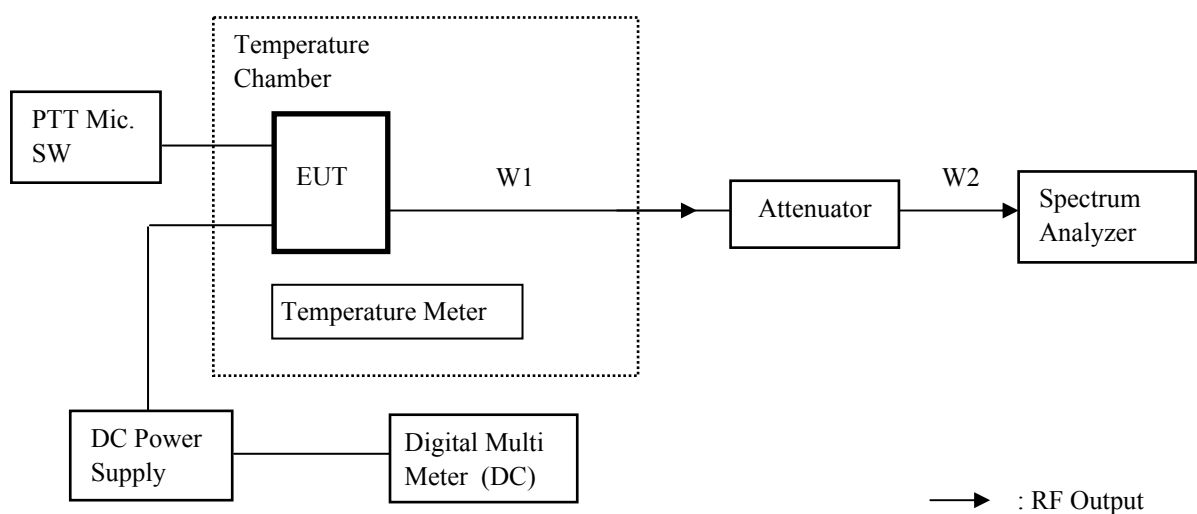 Temperature
Chamber
PTT Mic.
SW
EUT
W1
Attenuator
W2
Spectrum
Analyzer
Temperature Meter
DC Power
Supply
Digital Multi
Meter (DC)
: RF Output